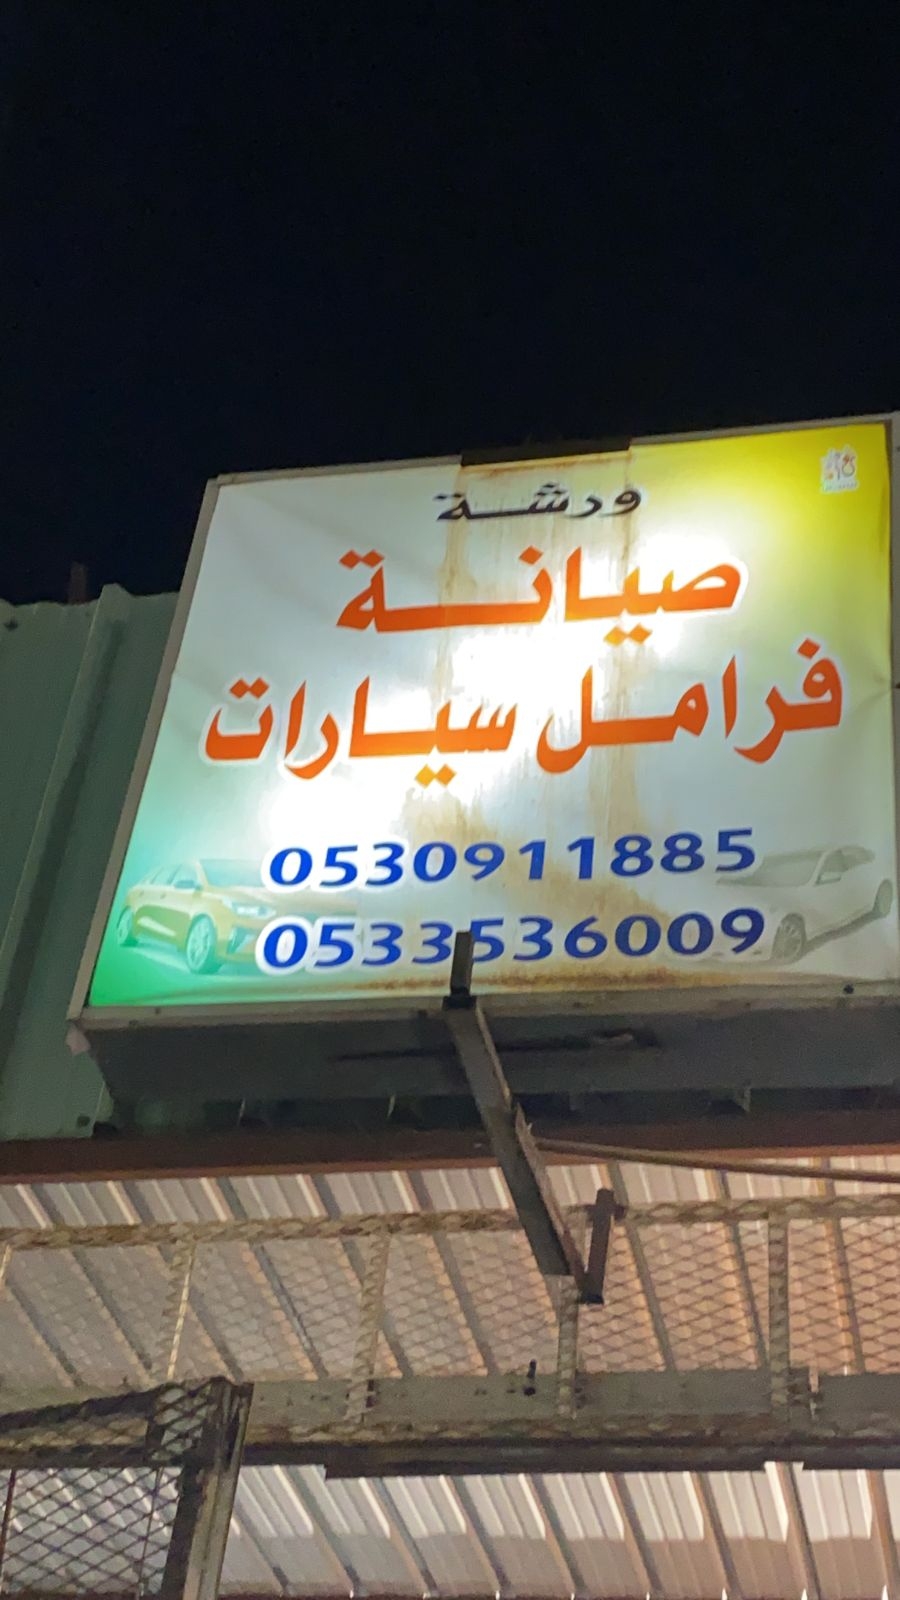 ورشة
صيانة
فرامل سيارات
0530911885
0533536009